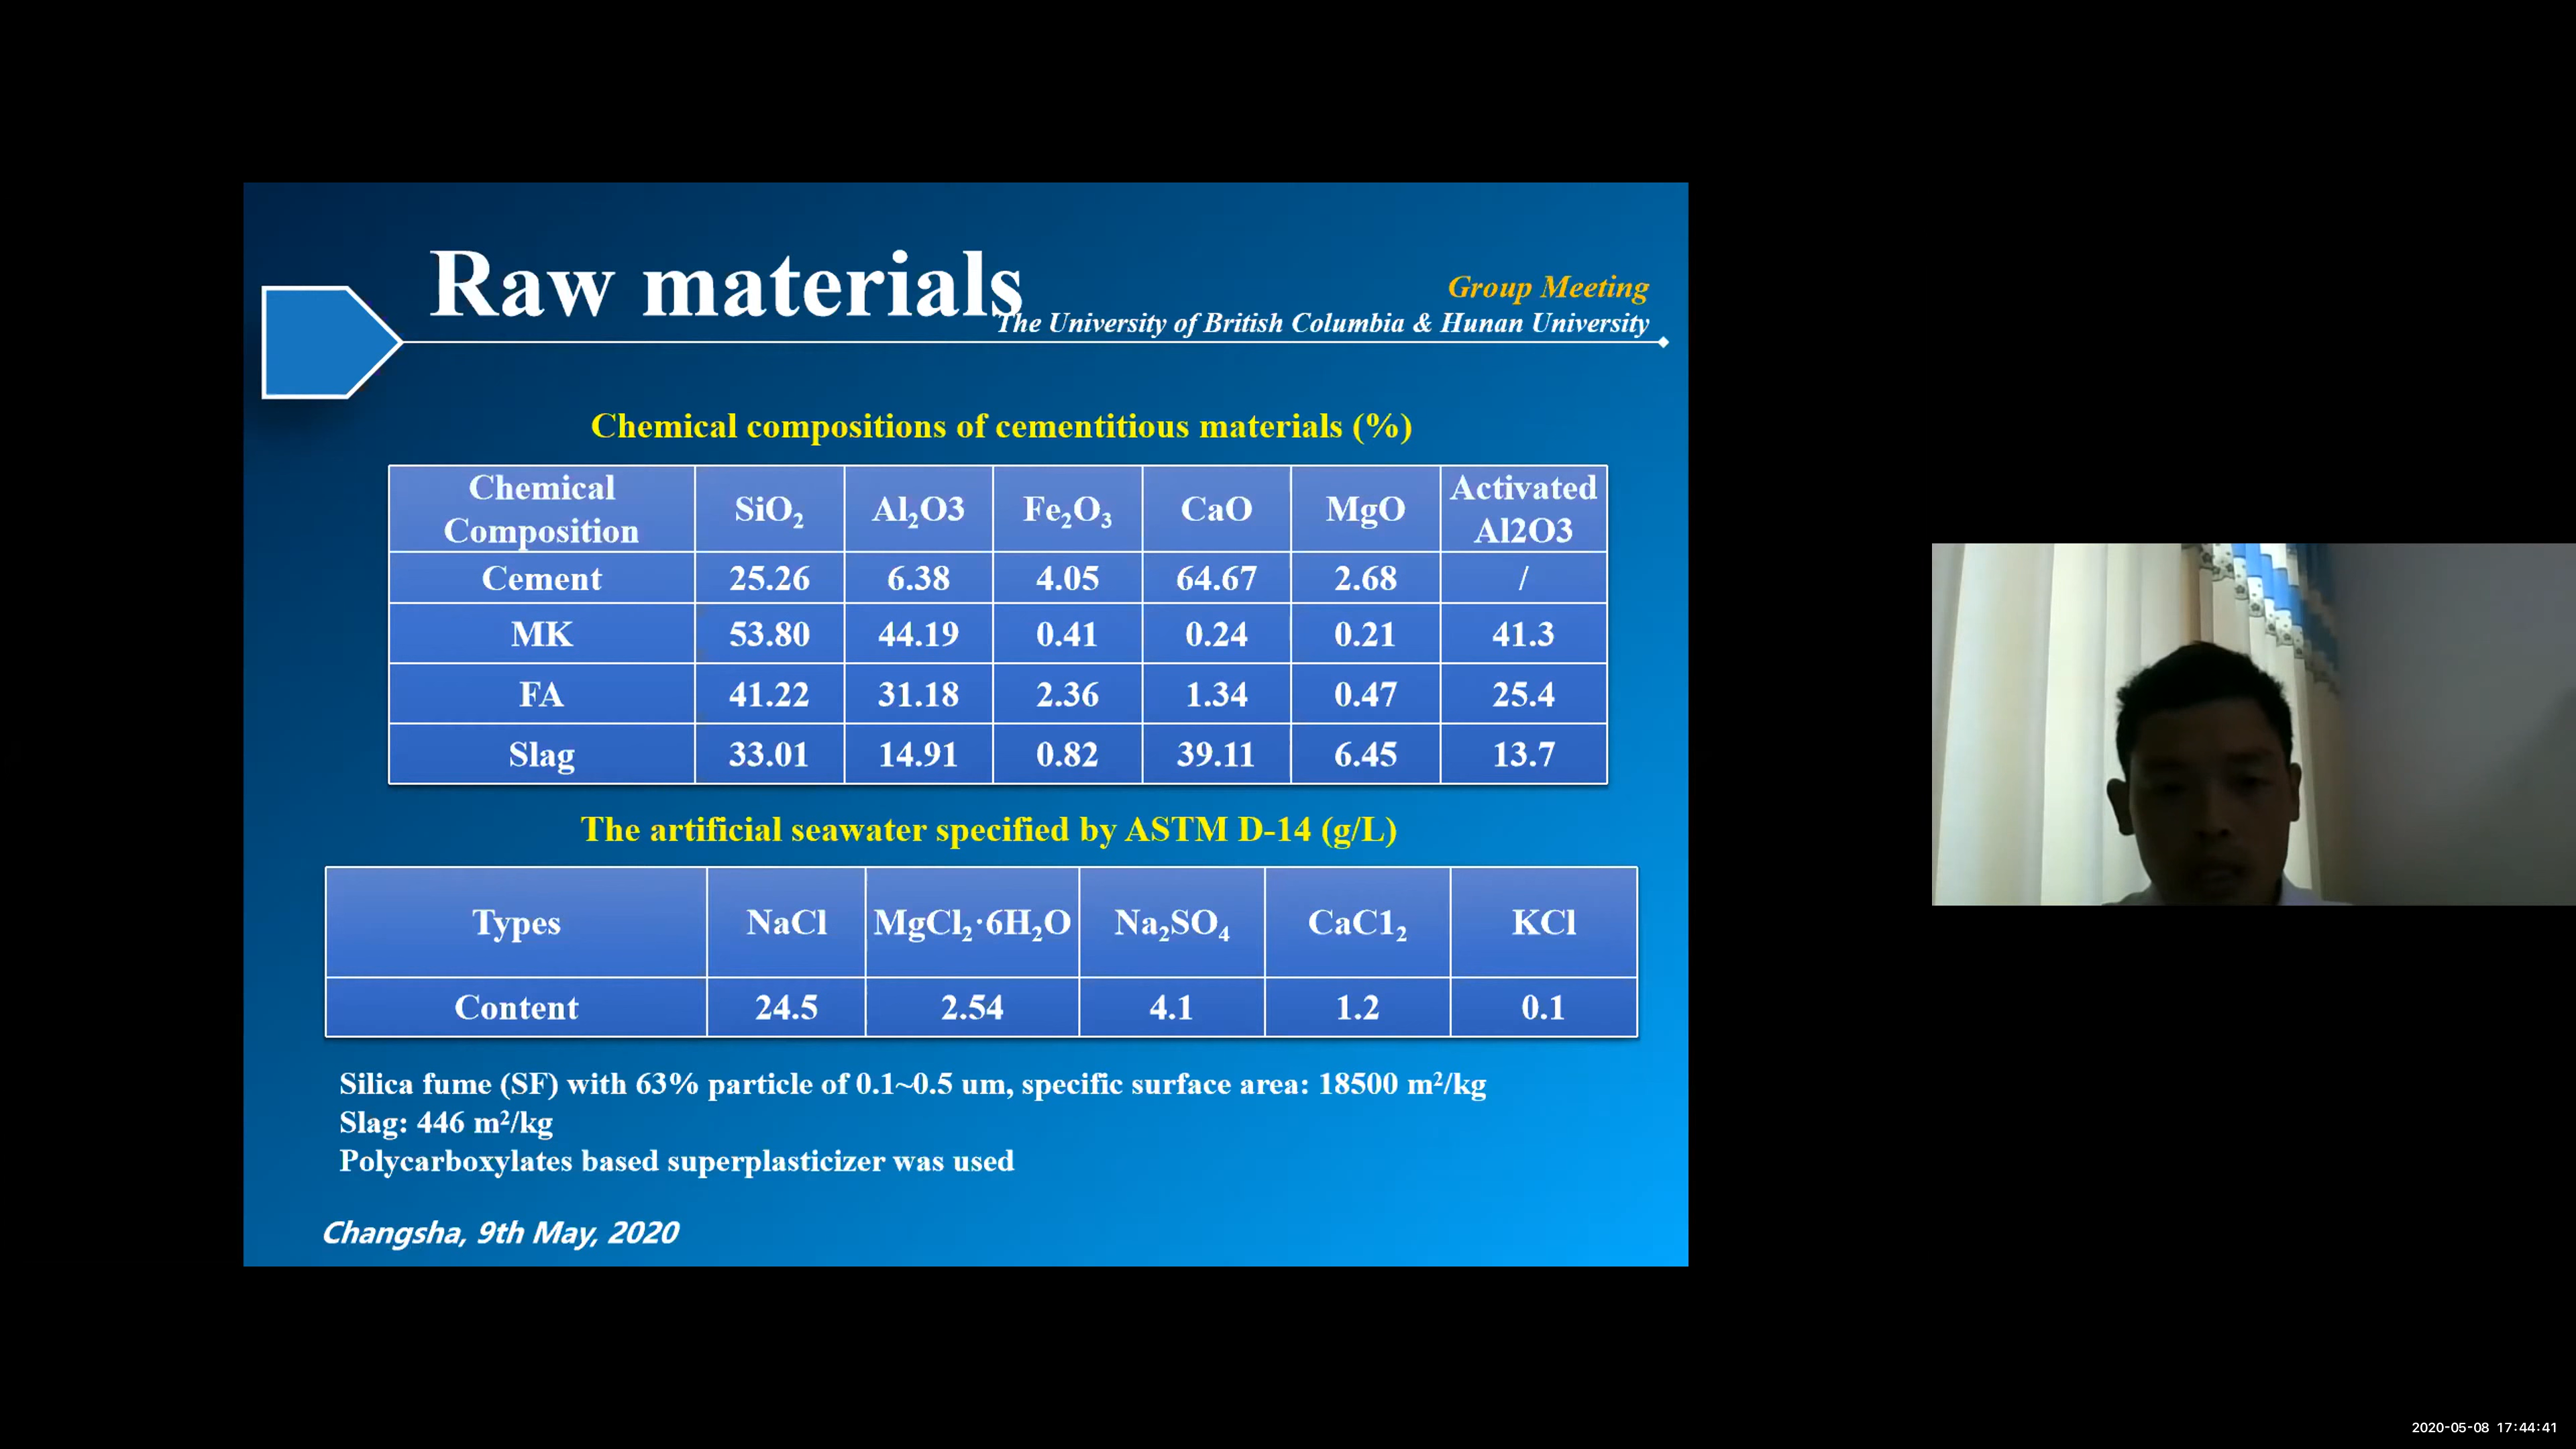 Raw materials
Group Meeting
The University of British Columbia & Hunan University
Chemical compositions of cementitious materials (%)
Chemical Composition SiO₂ Al₂O3 Fe₂O₃ CaO MgO Activated Al2O3
Cement 25.26 6.38 4.05 64.67 2.68 /
MK 53.80 44.19 0.41 0.24 0.21 41.3
FA 41.22 31.18 2.36 1.34 0.47 25.4
Slag 33.01 14.91 0.82 39.11 6.45 13.7
The artificial seawater specified by ASTM D-14 (g/L)
Types NaCl MgCl₂·6H₂O Na₂SO₄ CaC1₂ KCl
Content 24.5 2.54 4.1 1.2 0.1
Silica fume (SF) with 63% particle of 0.1~0.5 um, specific surface area: 18500 m²/kg
Slag: 446 m²/kg
Polycarboxylates based superplasticizer was used
Changsha, 9th May, 2020
2020-05-08 17:44:41